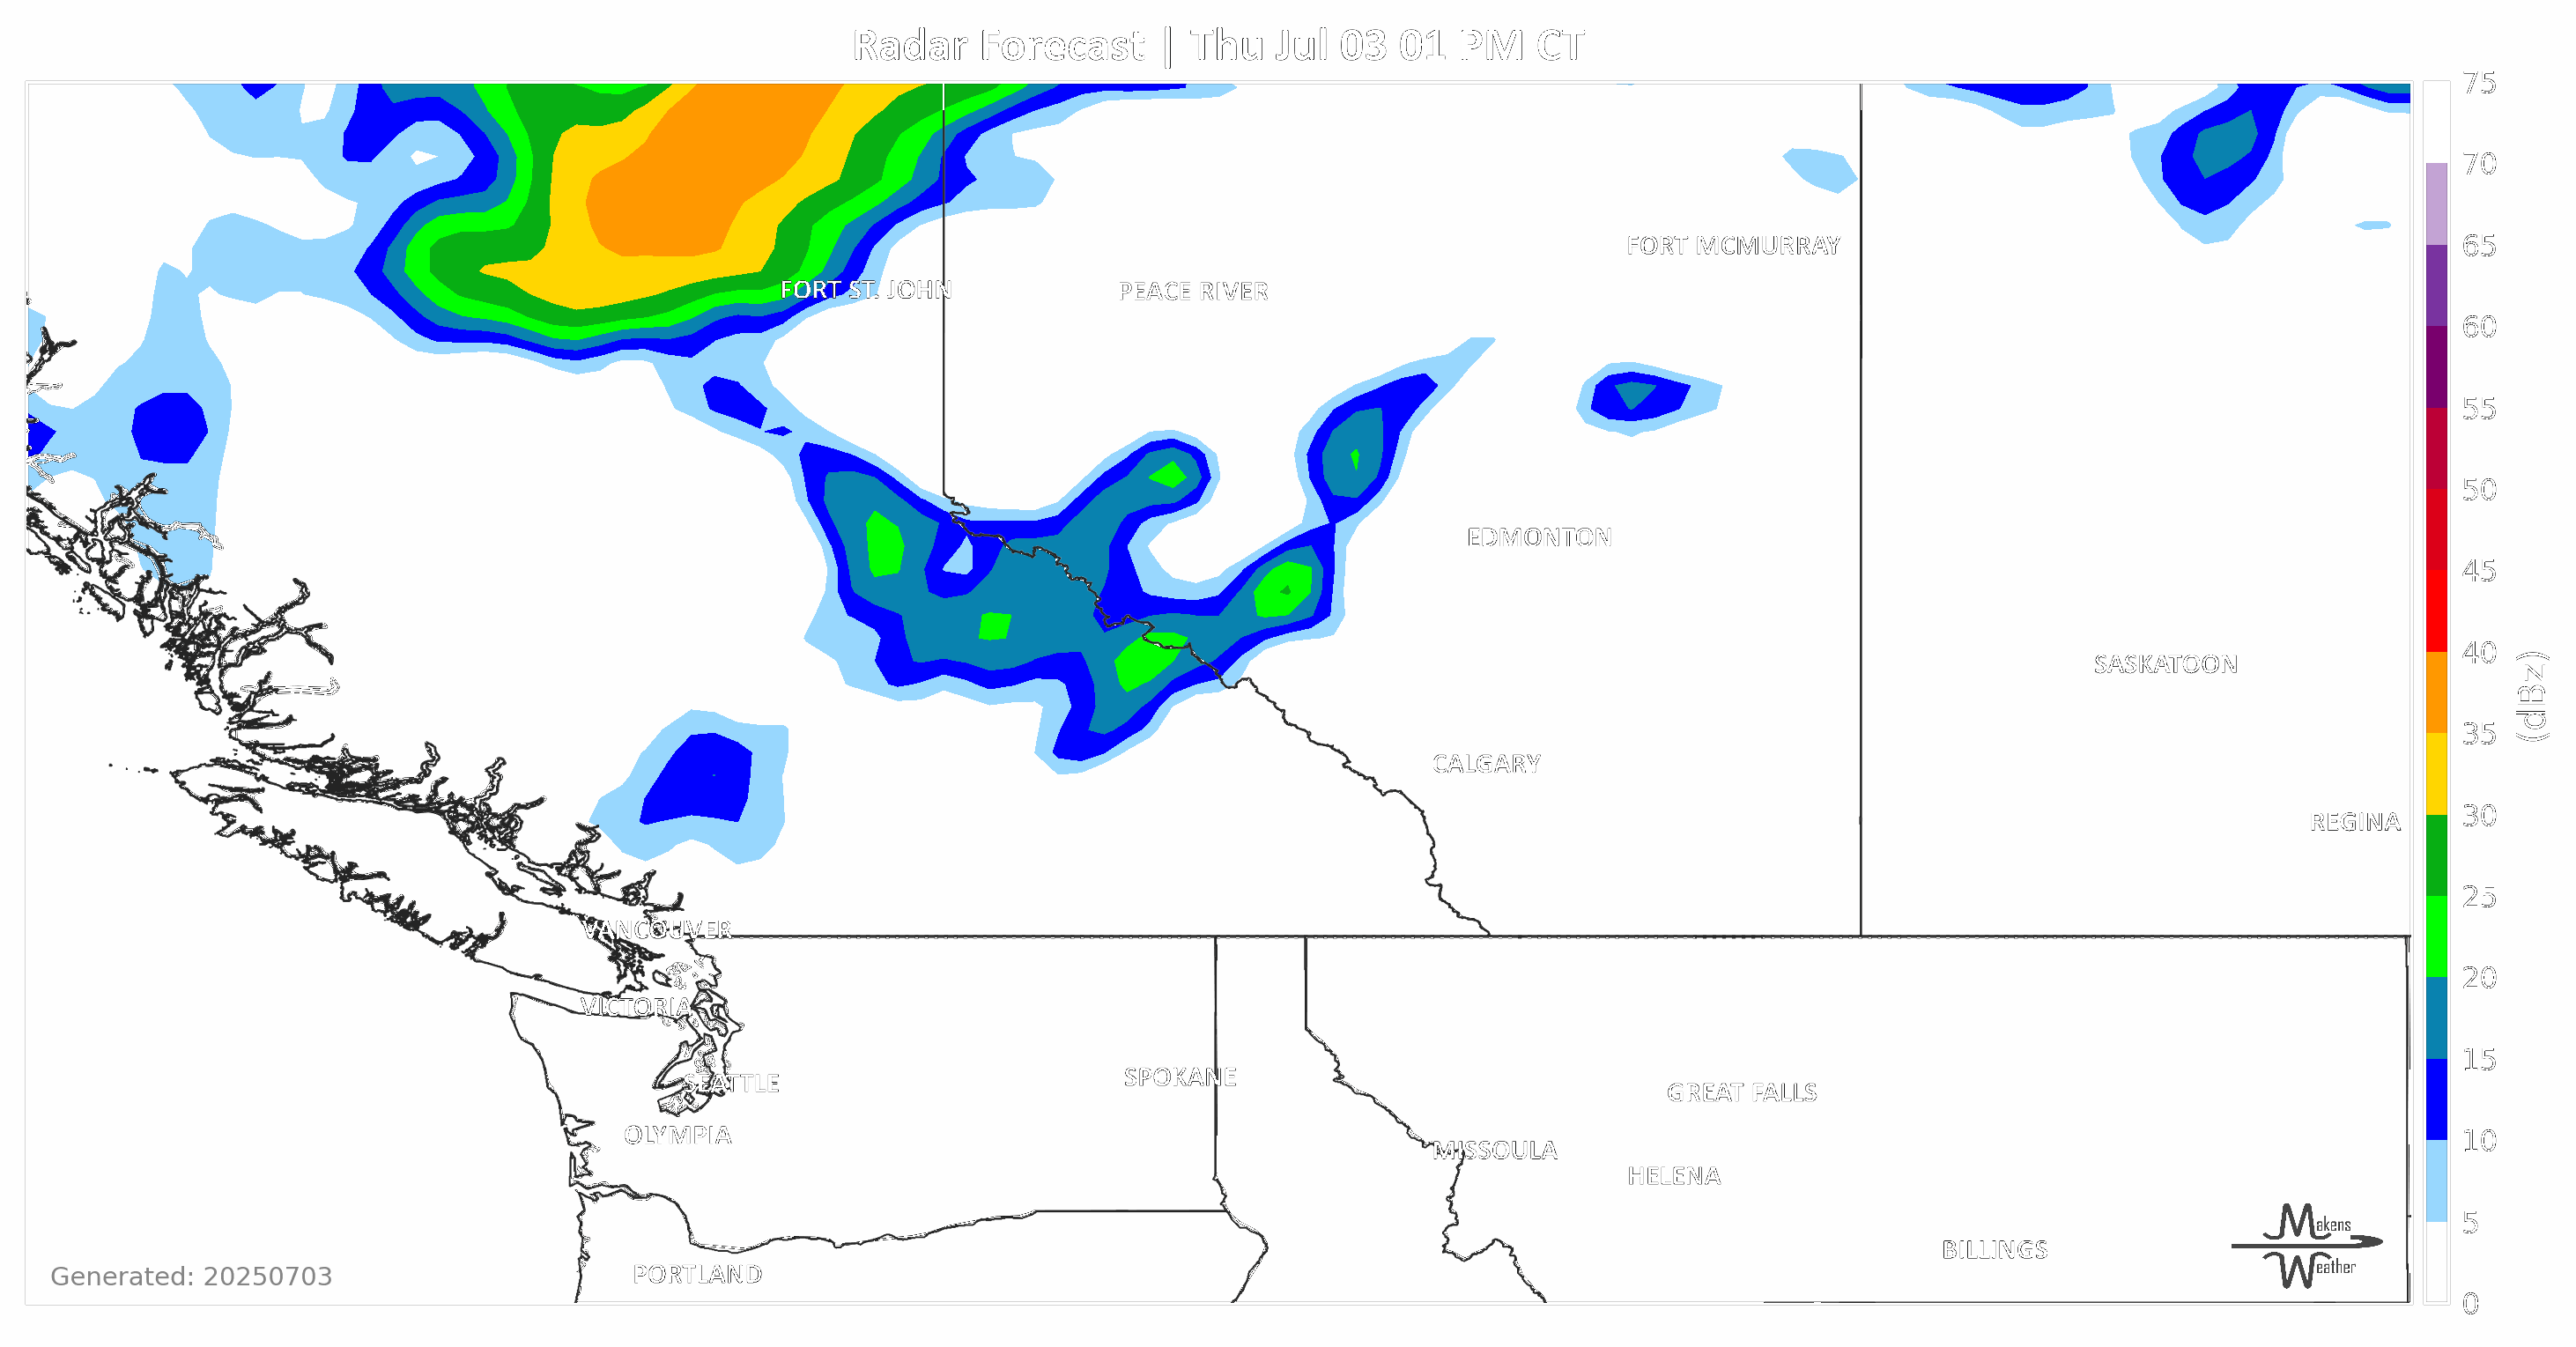 Radar Forecast | Thu Jul 03 01 PM CT
75
70
FORT MCMURRAY
65
FORT ST. JOHN
PEACE RIVER
60
55
50
EDMONTON
45
40
SASKATOON
(dBz)
35
CALGARY
30
REGINA
25
VANCOUVER
20
VICTORIA
15
SPOKANE
SEATTLE
GREAT FALLS
OLYMPIA
10
MISSOULA
HELENA
5
Makens
Weather
BILLINGS
PORTLAND
Generated: 20250703
0